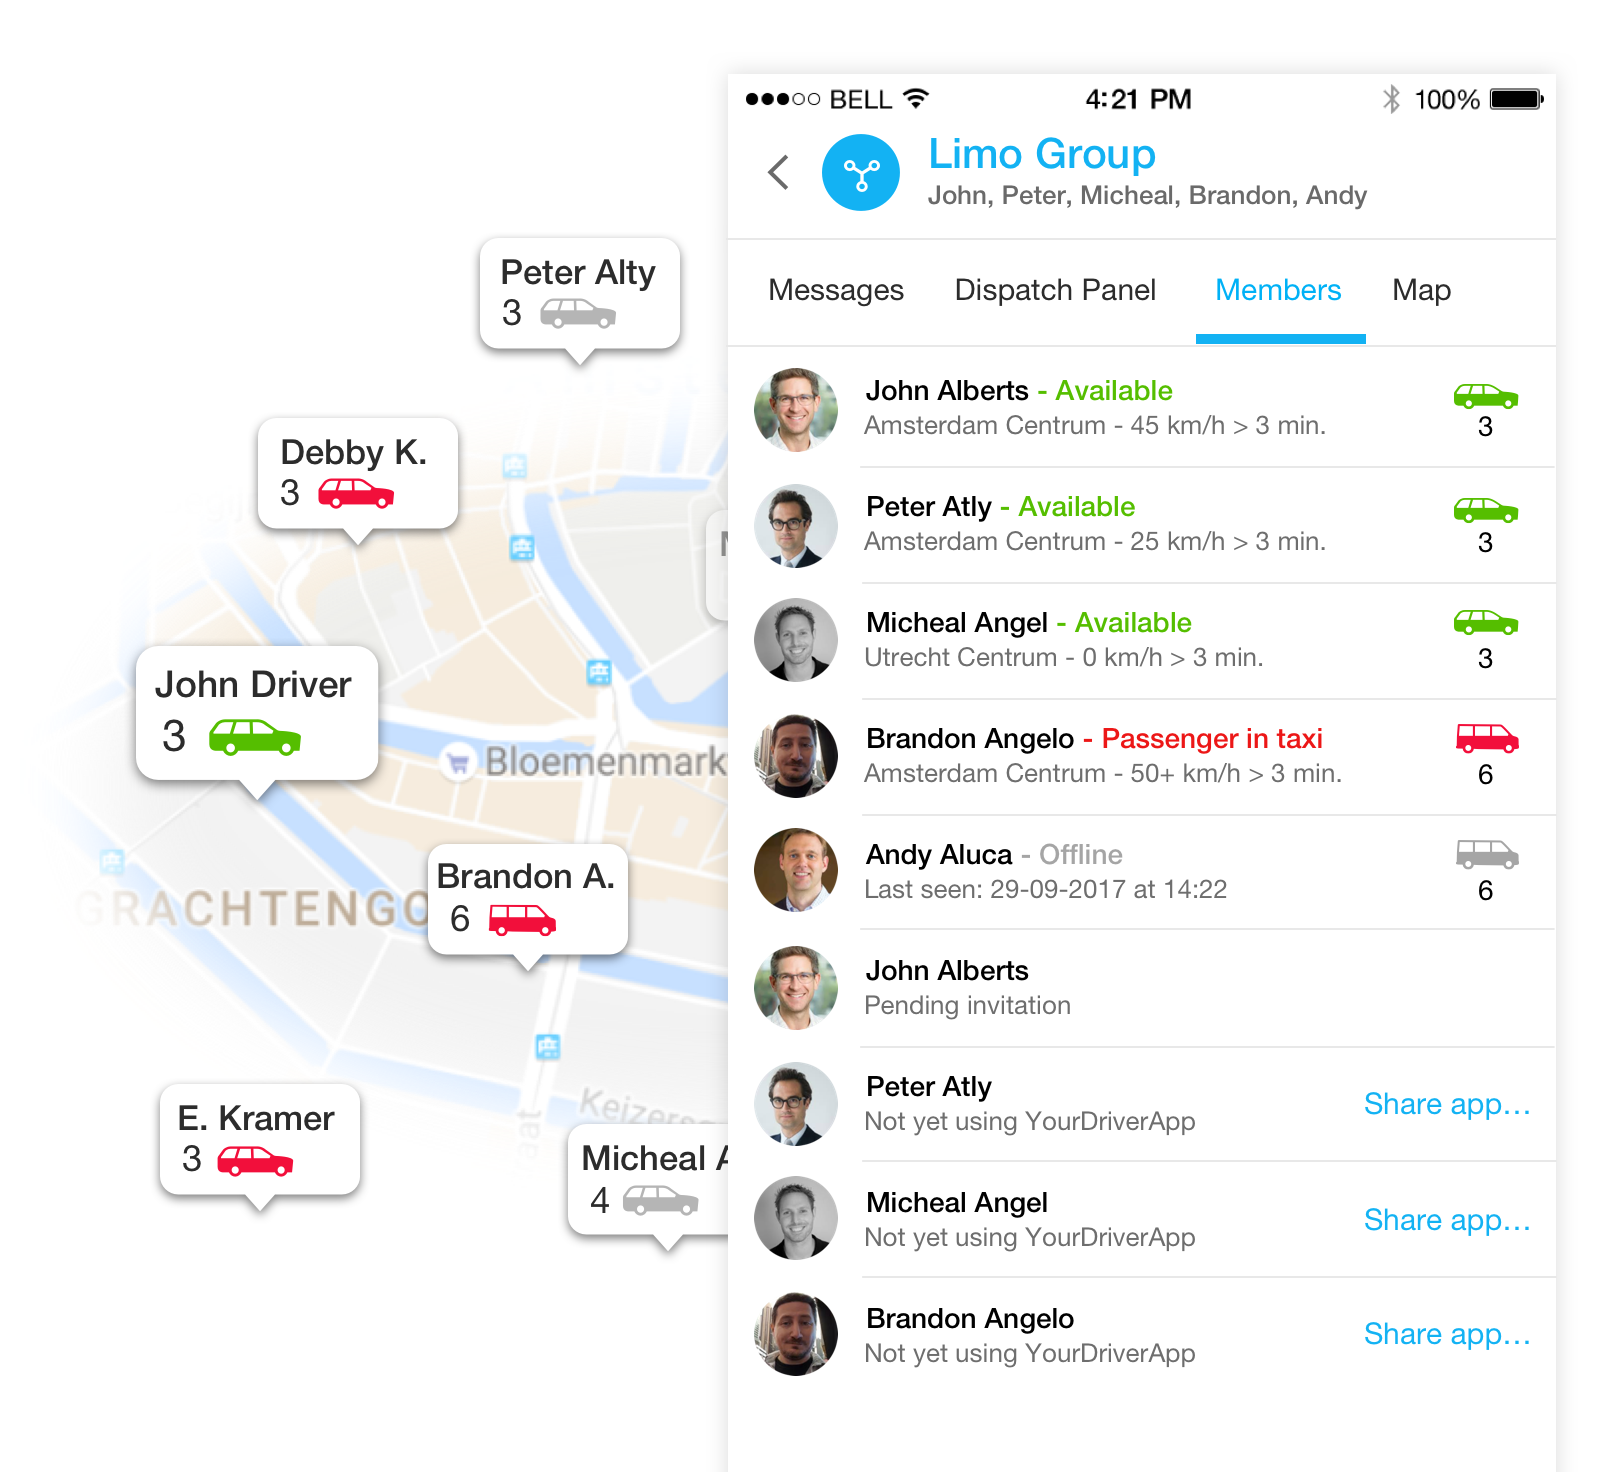 Peter Alty
3
Debby K.
3
John Driver
3
Bloemenmark
Brandon A.
6
GRACHTENGO
Keizersg
raat
E. Kramer
3
Micheal A
4
BELL 4:21 PM 100%
Limo Group
John, Peter, Micheal, Brandon, Andy
Messages Dispatch Panel Members Map
John Alberts - Available
Amsterdam Centrum - 45 km/h > 3 min.
3
Peter Atly - Available
Amsterdam Centrum - 25 km/h > 3 min.
3
Micheal Angel - Available
Utrecht Centrum - 0 km/h > 3 min.
3
Brandon Angelo - Passenger in taxi
Amsterdam Centrum - 50+ km/h > 3 min.
6
Andy Aluca - Offline
Last seen: 29-09-2017 at 14:22
6
John Alberts
Pending invitation
Peter Atly
Not yet using YourDriverApp
Share app...
Micheal Angel
Not yet using YourDriverApp
Share app...
Brandon Angelo
Not yet using YourDriverApp
Share app...